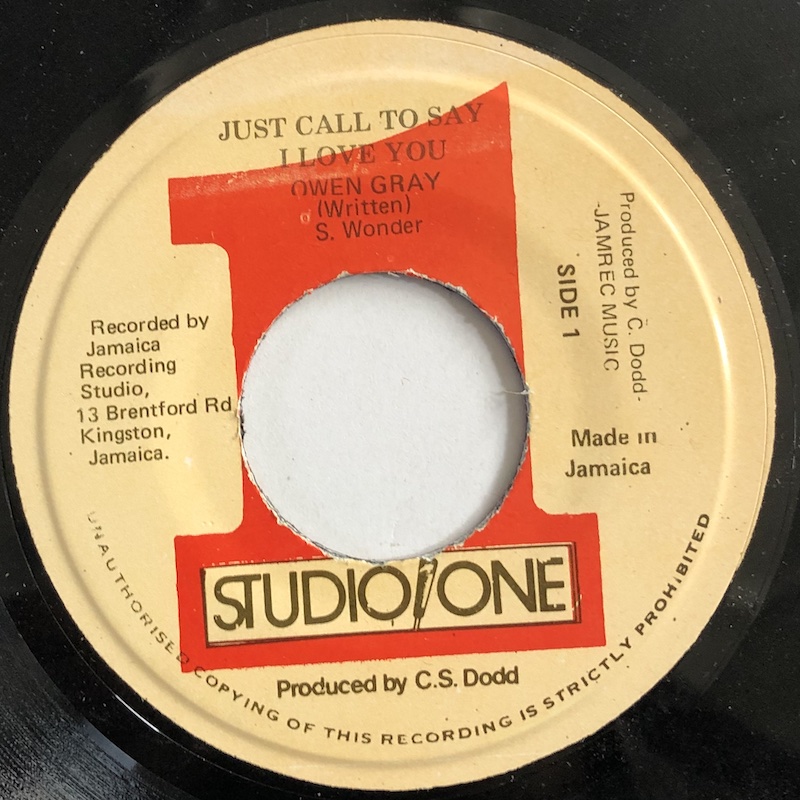 JUST CALL TO SAY
I LOVE YOU
OWEN GRAY
(Written)
S. Wonder
Produced by C. Dodd-
-JAMREC MUSIC
SIDE 1
Recorded by
Jamaica
Recording
Studio,
13 Brentford Rd
Kingston,
Jamaica.
Made in
Jamaica
STUDIO ONE
Produced by C.S. Dodd
UNAUTHORISED COPYING OF THIS RECORDING IS STRICTLY PROHIBITED